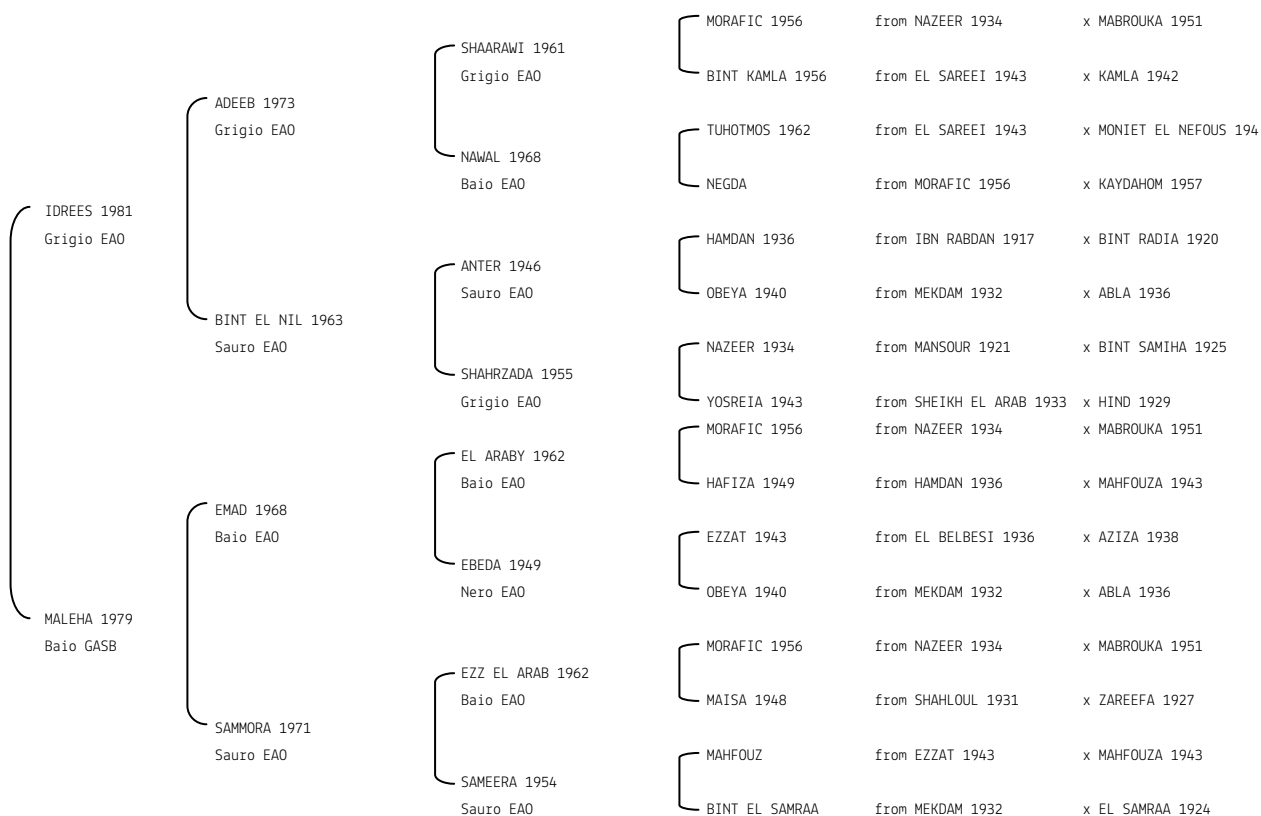 MORAFIC 1956 from NAZEER 1934 x MABROUKA 1951
SHAARAWI 1961
Grigio EAO BINT KAMLA 1956 from EL SAREEI 1943 x KAMLA 1942
ADEEB 1973
Grigio EAO TUHOTMOS 1962 from EL SAREEI 1943 x MONIET EL NEFOUS 194
NAWAL 1968
Baio EAO NEGDA from MORAFIC 1956 x KAYDAHOM 1957
IDREES 1981
Grigio EAO HAMDAN 1936 from IBN RABDAN 1917 x BINT RADIA 1920
ANTER 1946
Sauro EAO OBEYA 1940 from MEKDAM 1932 x ABLA 1936
BINT EL NIL 1963
Sauro EAO NAZEER 1934 from MANSOUR 1921 x BINT SAMIHA 1925
SHAHRZADA 1955
Grigio EAO YOSREIA 1943 from SHEIKH EL ARAB 1933 x HIND 1929
MORAFIC 1956 from NAZEER 1934 x MABROUKA 1951
EL ARABY 1962
Baio EAO HAFIZA 1949 from HAMDAN 1936 x MAHFOUZA 1943
EMAD 1968
Baio EAO EZZAT 1943 from EL BELBESI 1936 x AZIZA 1938
EBEDA 1949
Nero EAO OBEYA 1940 from MEKDAM 1932 x ABLA 1936
MALEHA 1979
Baio GASB MORAFIC 1956 from NAZEER 1934 x MABROUKA 1951
EZZ EL ARAB 1962
Baio EAO MAISA 1948 from SHAHLOUL 1931 x ZAREEFA 1927
SAMMORA 1971
Sauro EAO MAHFOUZ from EZZAT 1943 x MAHFOUZA 1943
SAMEERA 1954
Sauro EAO BINT EL SAMRAA from MEKDAM 1932 x EL SAMRAA 1924